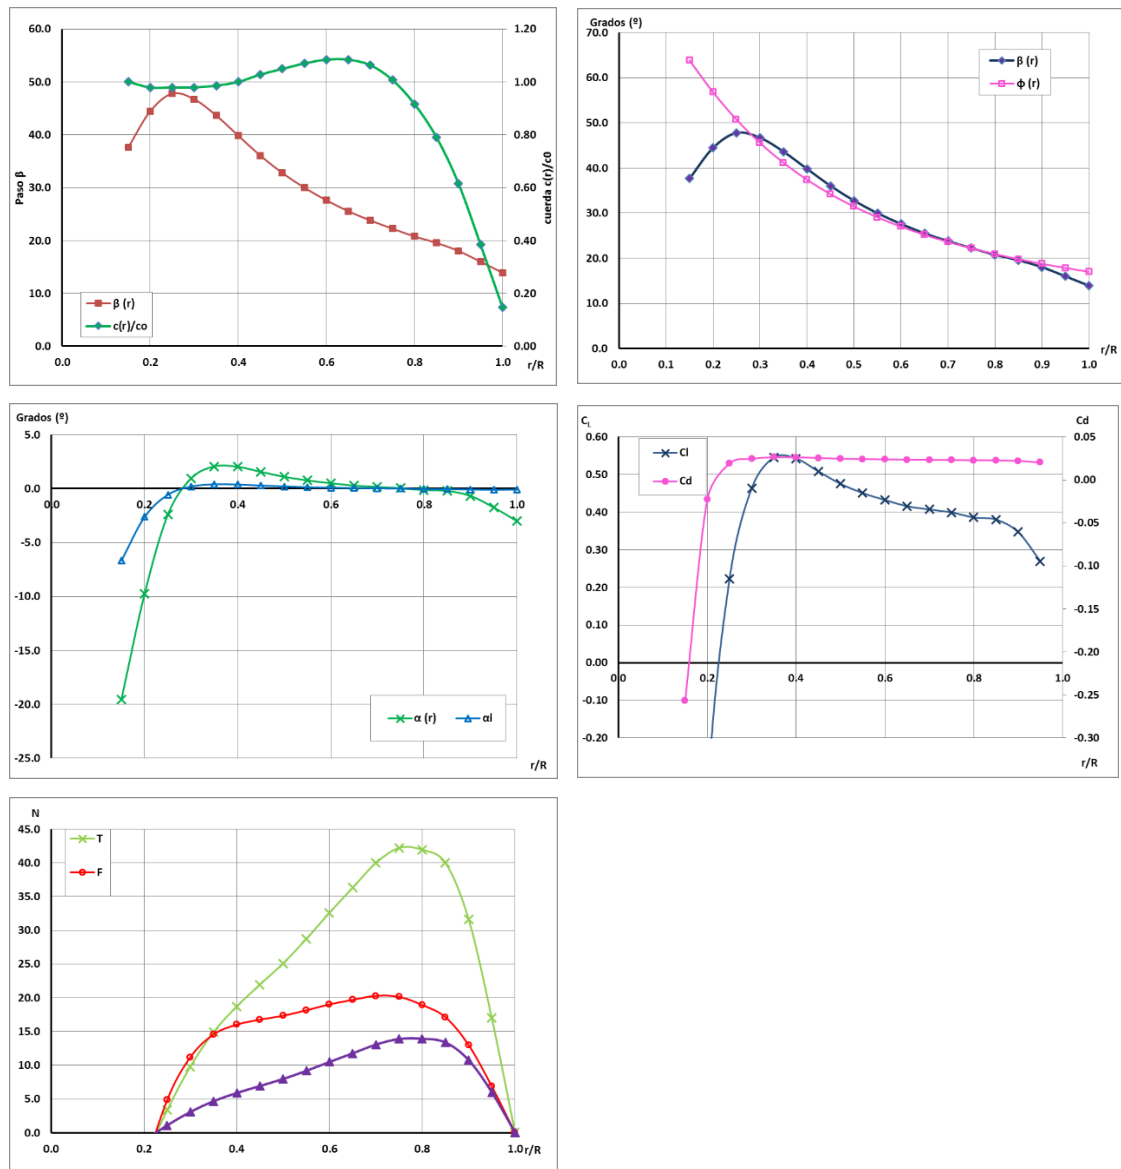 60.0
50.0
40.0
30.0
20.0
10.0
0.0
Paso β
1.20
1.00
0.80
0.60
0.40
0.20
0.00
cuerda c(r)/c0
β (r)
c(r)/co
0.0 0.2 0.4 0.6 0.8 1.0
r/R
Grados (º)
70.0
60.0
50.0
40.0
30.0
20.0
10.0
0.0
β (r)
ϕ (r)
0.0 0.1 0.2 0.3 0.4 0.5 0.6 0.7 0.8 0.9 1.0
r/R
Grados (º)
5.0
0.0
-5.0
-10.0
-15.0
-20.0
-25.0
0.0 0.2 0.4 0.6 0.8 1.0
α (r) αi
r/R
CL Cd
0.60
0.50
0.40
0.30
0.20
0.10
0.00
-0.10
-0.20
0.05
0.00
-0.05
-0.10
-0.15
-0.20
-0.25
-0.30
Cl
Cd
0.0 0.2 0.4 0.6 0.8 1.0
r/R
N
45.0
40.0
35.0
30.0
25.0
20.0
15.0
10.0
5.0
0.0
T
F
0.0 0.2 0.4 0.6 0.8 1.0
r/R